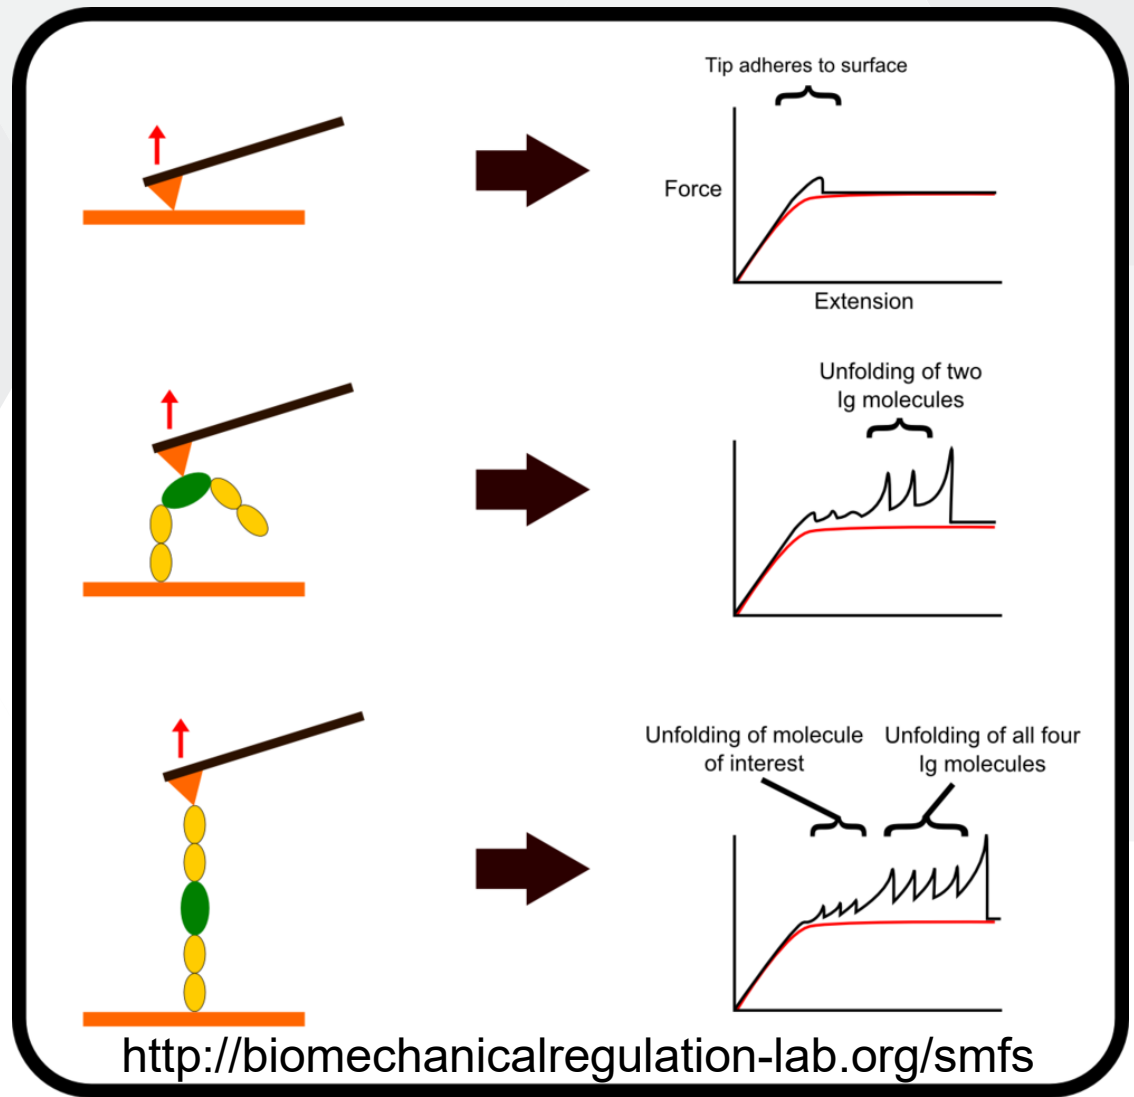 Tip adheres to surface
Force
Extension
Unfolding of two
Ig molecules
Unfolding of molecule
of interest
Unfolding of all four
Ig molecules
http://biomechanicalregulation-lab.org/smfs